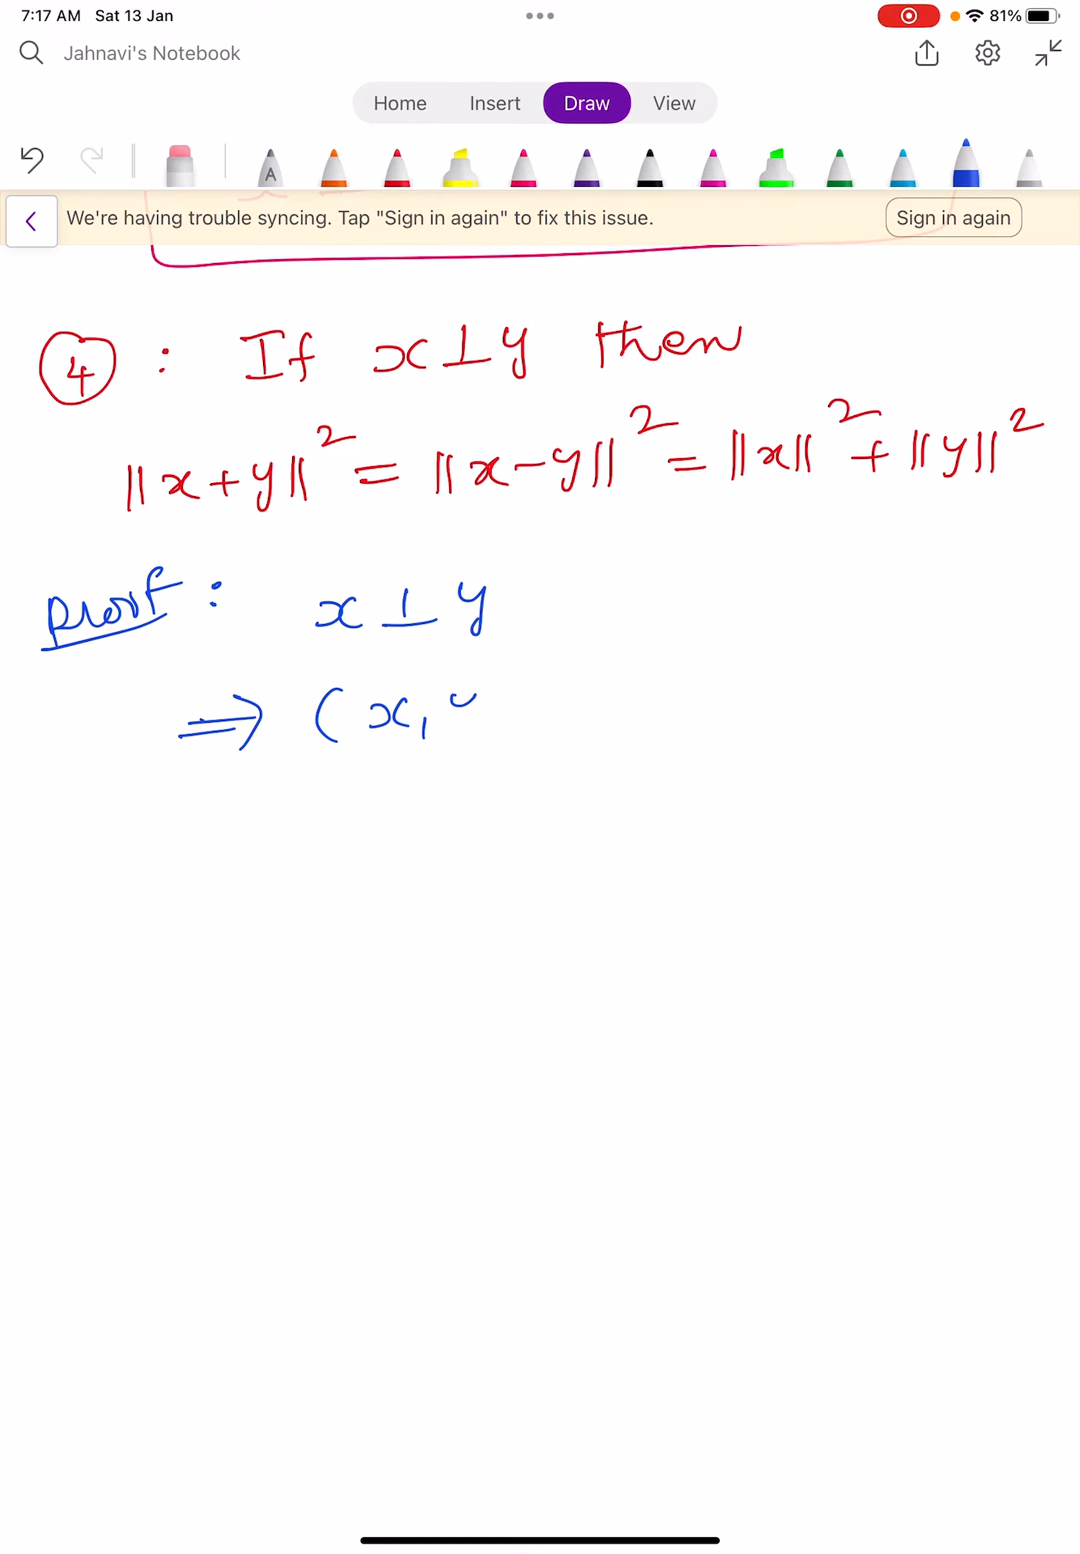 7:17 AM Sat 13 Jan
81%
Jahnavi's Notebook
Home Insert Draw View
A
We're having trouble syncing. Tap "Sign in again" to fix this issue. Sign in again
④ : If x ⊥ y then
||x+y||² = ||x-y||² = ||x||² + ||y||²
proof : x ⊥ y
⇒ (x,